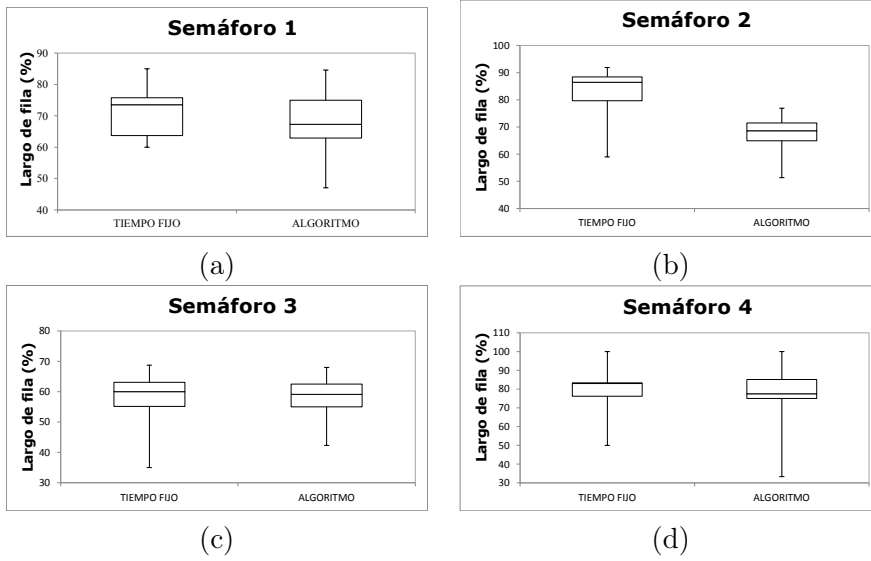 Semáforo 1
Largo de fila (%)
90
80
70
60
50
40
TIEMPO FIJO ALGORITMO
(a)
Semáforo 2
Largo de fila (%)
100
90
80
70
60
50
40
TIEMPO FIJO ALGORITMO
(b)
Semáforo 3
Largo de fila (%)
80
70
60
50
40
30
TIEMPO FIJO ALGORITMO
(c)
Semáforo 4
Largo de fila (%)
110
100
90
80
70
60
50
40
30
TIEMPO FIJO ALGORITMO
(d)